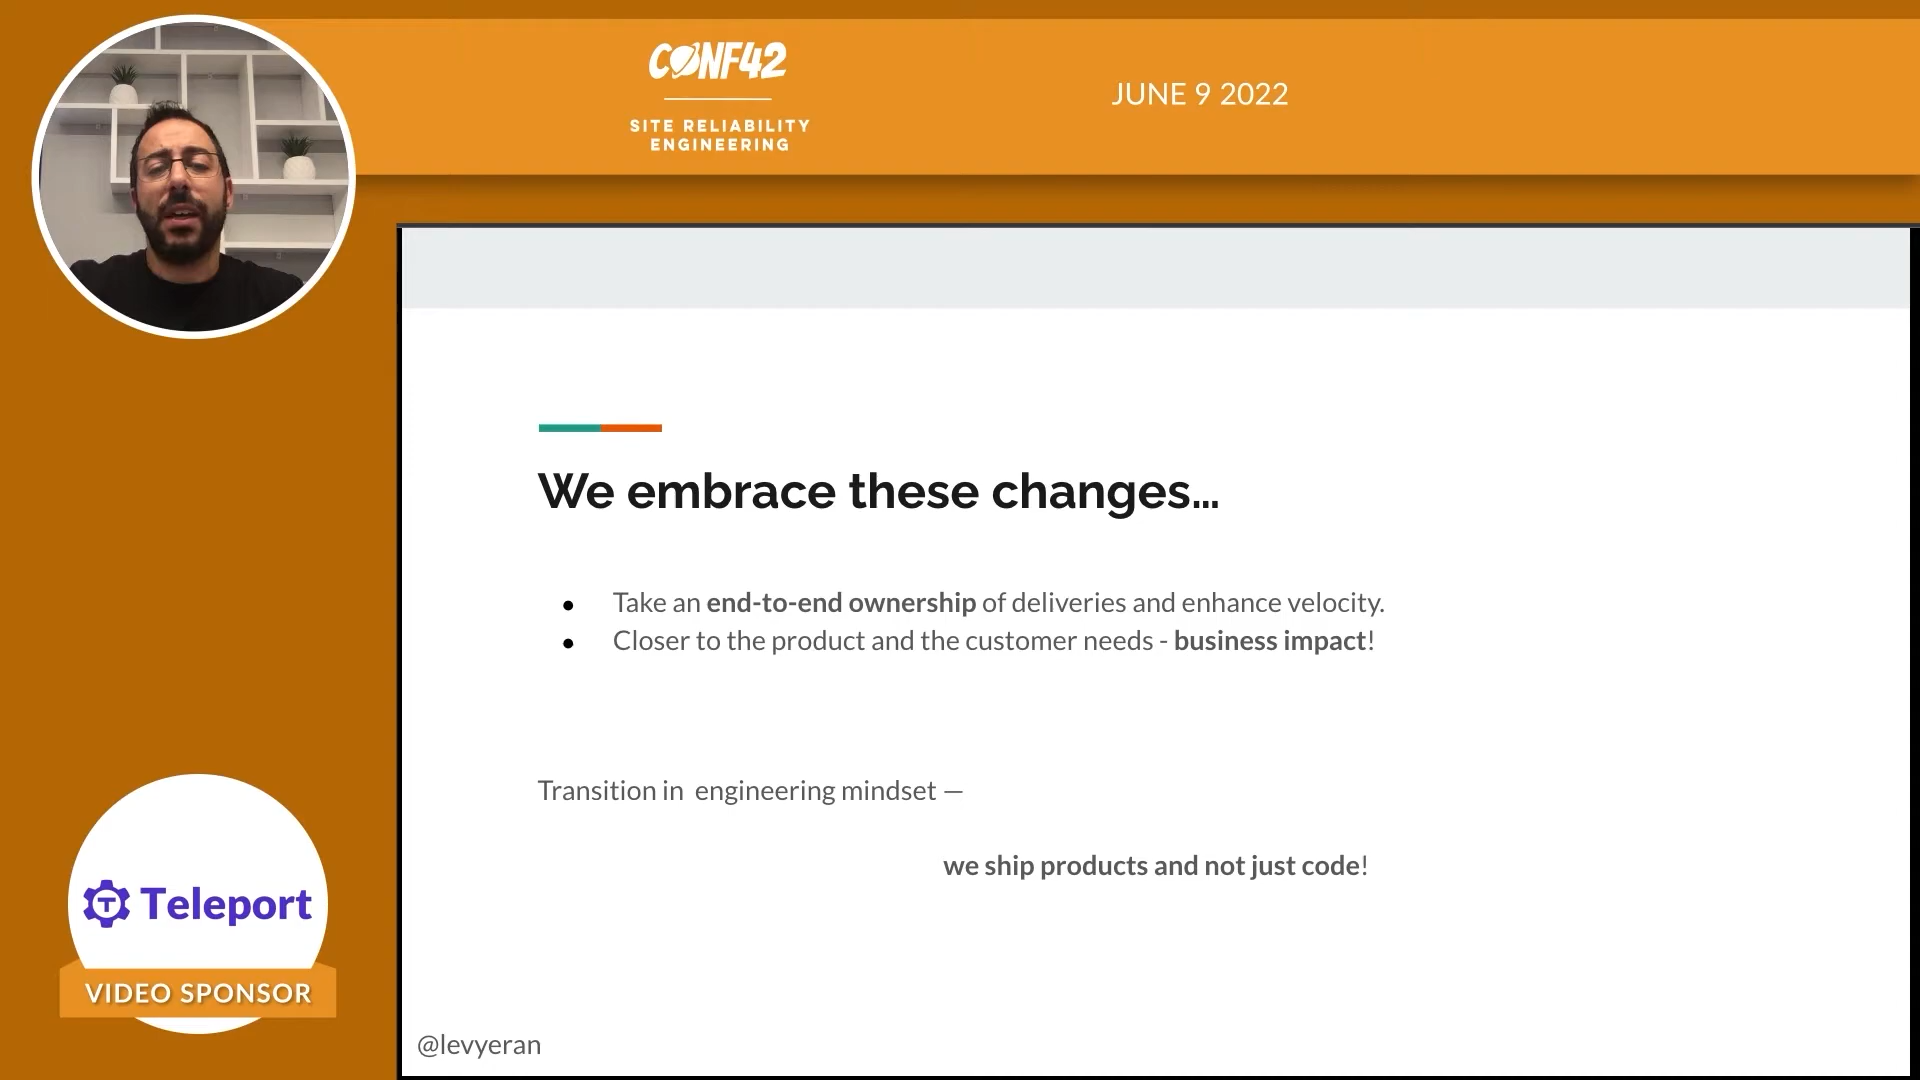 CONF42
SITE RELIABILITY
ENGINEERING
JUNE 9 2022
We embrace these changes...
● Take an end-to-end ownership of deliveries and enhance velocity.
● Closer to the product and the customer needs - business impact!
Transition in engineering mindset —
we ship products and not just code!
Teleport
VIDEO SPONSOR
@levyeran